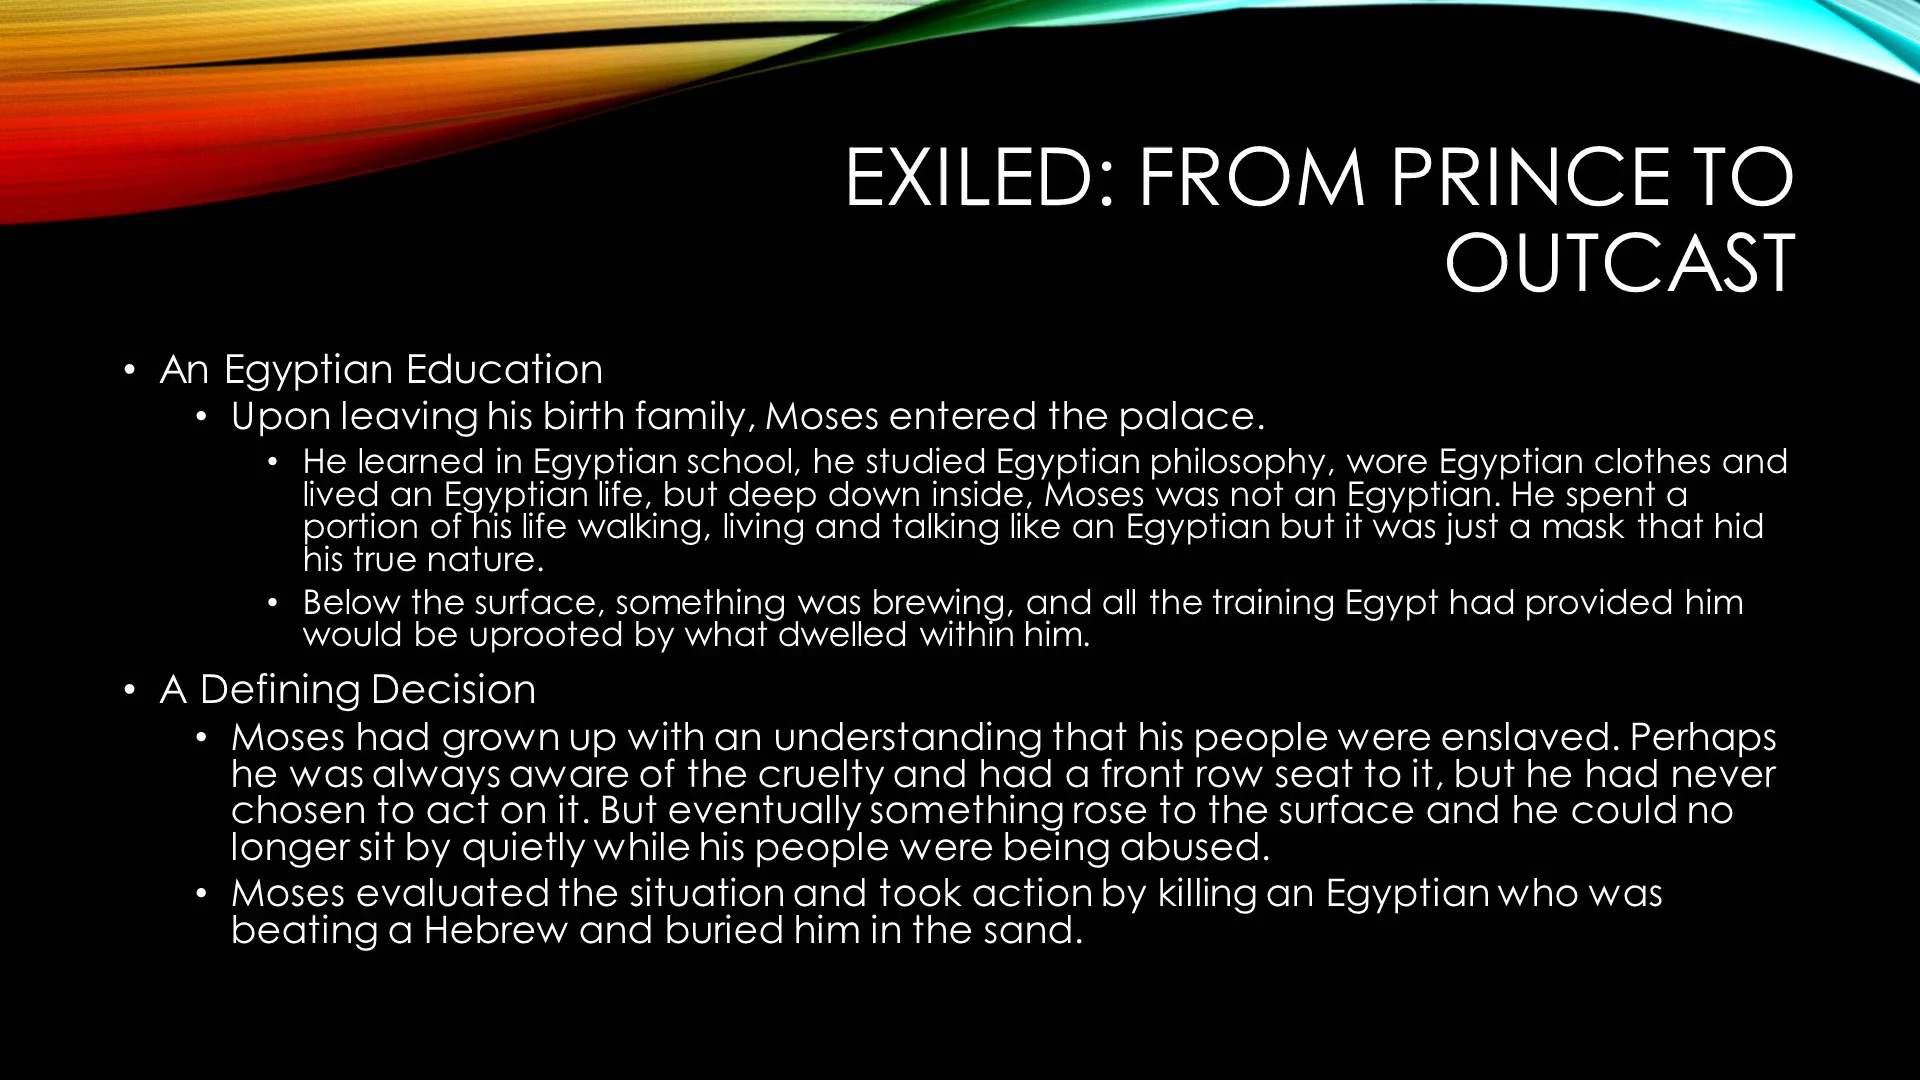 EXILED: FROM PRINCE TO
OUTCAST
• An Egyptian Education
• Upon leaving his birth family, Moses entered the palace.
• He learned in Egyptian school, he studied Egyptian philosophy, wore Egyptian clothes and
lived an Egyptian life, but deep down inside, Moses was not an Egyptian. He spent a
portion of his life walking, living and talking like an Egyptian but it was just a mask that hid
his true nature.
• Below the surface, something was brewing, and all the training Egypt had provided him
would be uprooted by what dwelled within him.
• A Defining Decision
• Moses had grown up with an understanding that his people were enslaved. Perhaps
he was always aware of the cruelty and had a front row seat to it, but he had never
chosen to act on it. But eventually something rose to the surface and he could no
longer sit by quietly while his people were being abused.
• Moses evaluated the situation and took action by killing an Egyptian who was
beating a Hebrew and buried him in the sand.